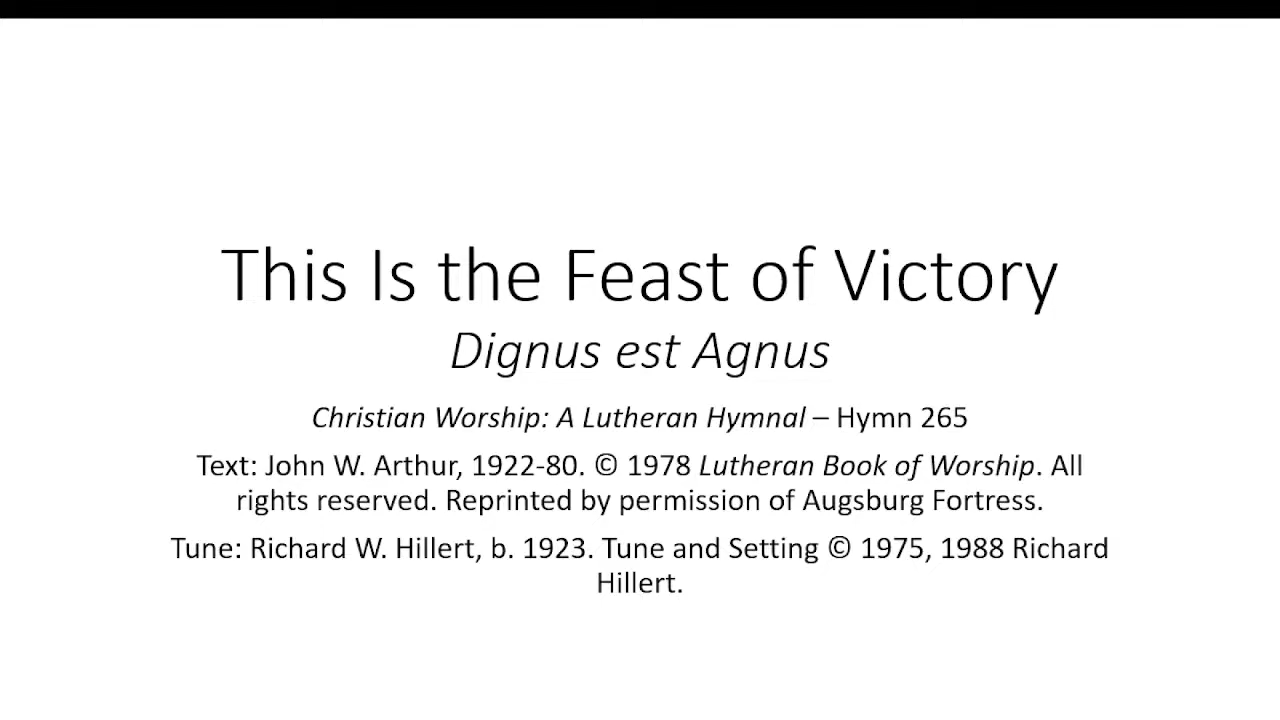 This Is the Feast of Victory
Dignus est Agnus
Christian Worship: A Lutheran Hymnal – Hymn 265
Text: John W. Arthur, 1922-80. © 1978 Lutheran Book of Worship. All
rights reserved. Reprinted by permission of Augsburg Fortress.
Tune: Richard W. Hillert, b. 1923. Tune and Setting © 1975, 1988 Richard
Hillert.